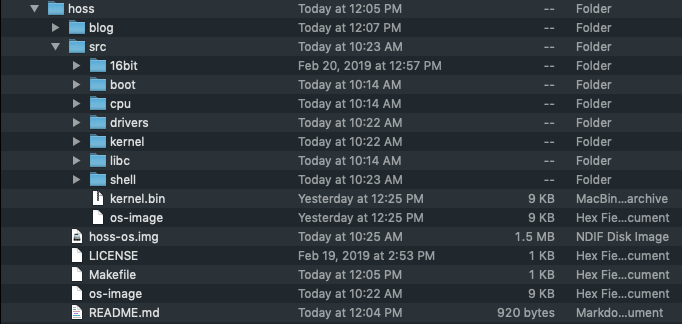 hoss Today at 12:05 PM -- Folder
blog Today at 12:07 PM -- Folder
src Today at 10:23 AM -- Folder
16bit Feb 20, 2019 at 12:57 PM -- Folder
boot Today at 10:14 AM -- Folder
cpu Today at 10:14 AM -- Folder
drivers Today at 10:22 AM -- Folder
kernel Today at 10:22 AM -- Folder
libc Today at 10:14 AM -- Folder
shell Today at 10:23 AM -- Folder
kernel.bin Yesterday at 12:25 PM 9 KB MacBin...archive
os-image Yesterday at 12:25 PM 9 KB Hex Fie...cument
hoss-os.img Today at 10:25 AM 1.5 MB NDIF Disk Image
LICENSE Feb 19, 2019 at 2:53 PM 1 KB Hex Fie...cument
Makefile Today at 12:05 PM 1 KB Hex Fie...cument
os-image Today at 10:22 AM 9 KB Hex Fie...cument
README.md Today at 12:04 PM 920 bytes Markdo...ument